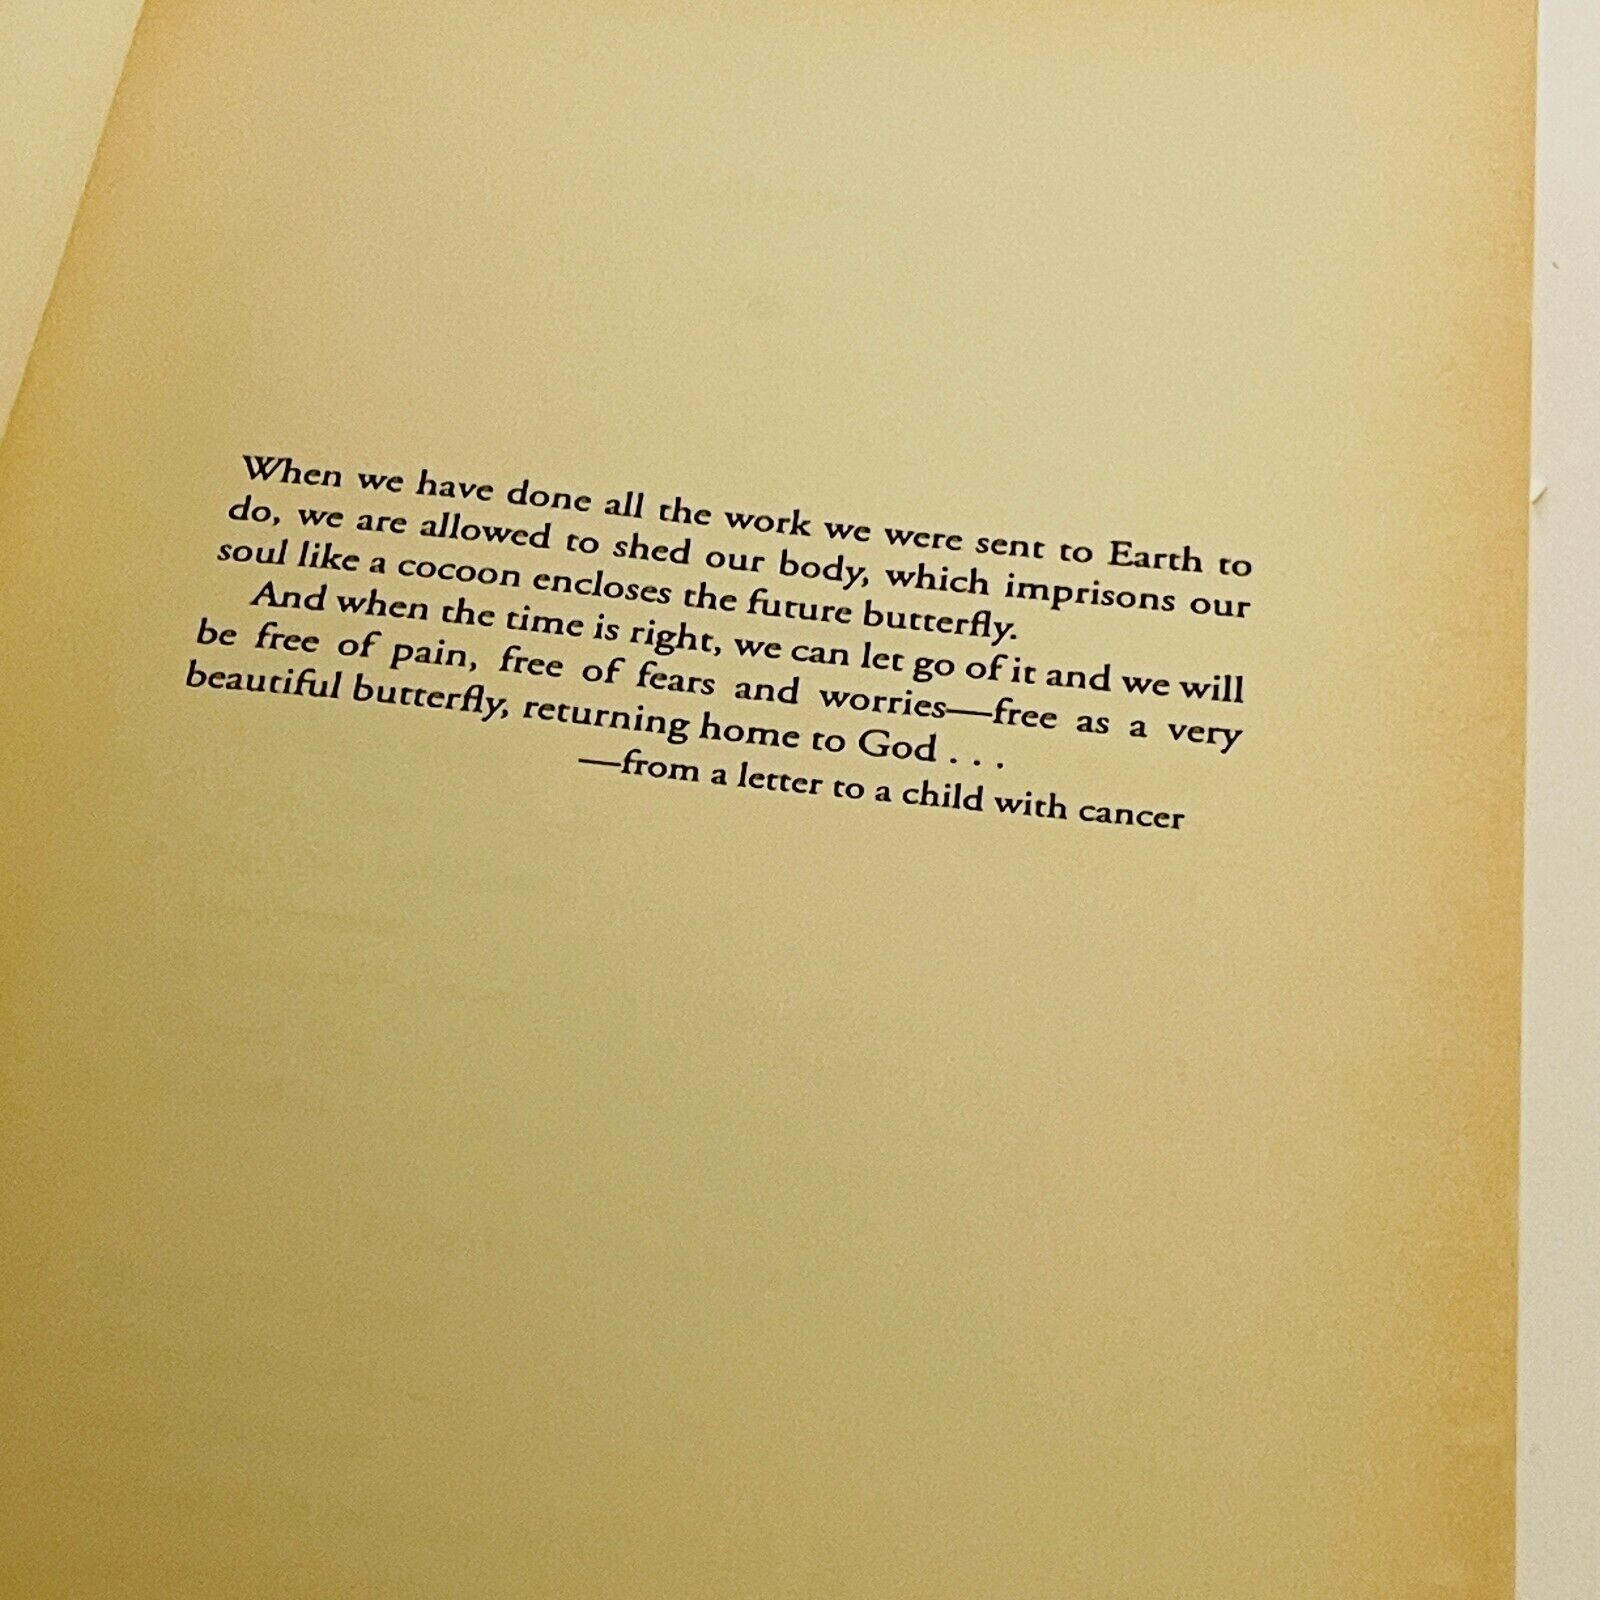 When we have done all the work we were sent to Earth to
do, we are allowed to shed our body, which imprisons our
soul like a cocoon encloses the future butterfly.
And when the time is right, we can let go of it and we will
be free of pain, free of fears and worries—free as a very
beautiful butterfly, returning home to God . . .
—from a letter to a child with cancer